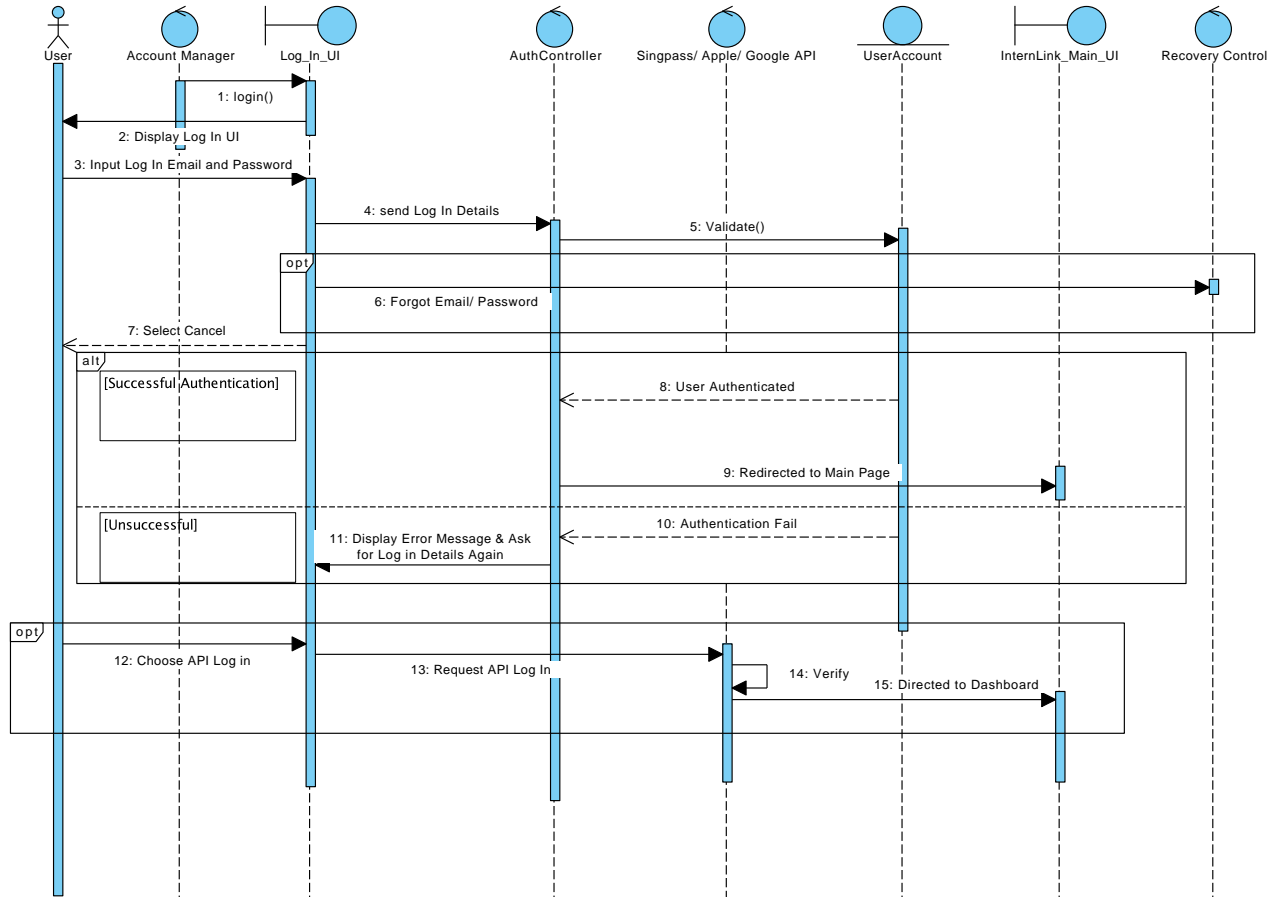 User
Account Manager
Log_In_UI
AuthController
Singpass/ Apple/ Google API
UserAccount
InternLink_Main_UI
Recovery Control
1: login()
2: Display Log In UI
3: Input Log In Email and Password
4: send Log In Details
5: Validate()
opt
6: Forgot Email/ Password
7: Select Cancel
alt
[Successful Authentication]
8: User Authenticated
9: Redirected to Main Page
[Unsuccessful]
10: Authentication Fail
11: Display Error Message & Ask
for Log in Details Again
opt
12: Choose API Log in
13: Request API Log In
14: Verify
15: Directed to Dashboard